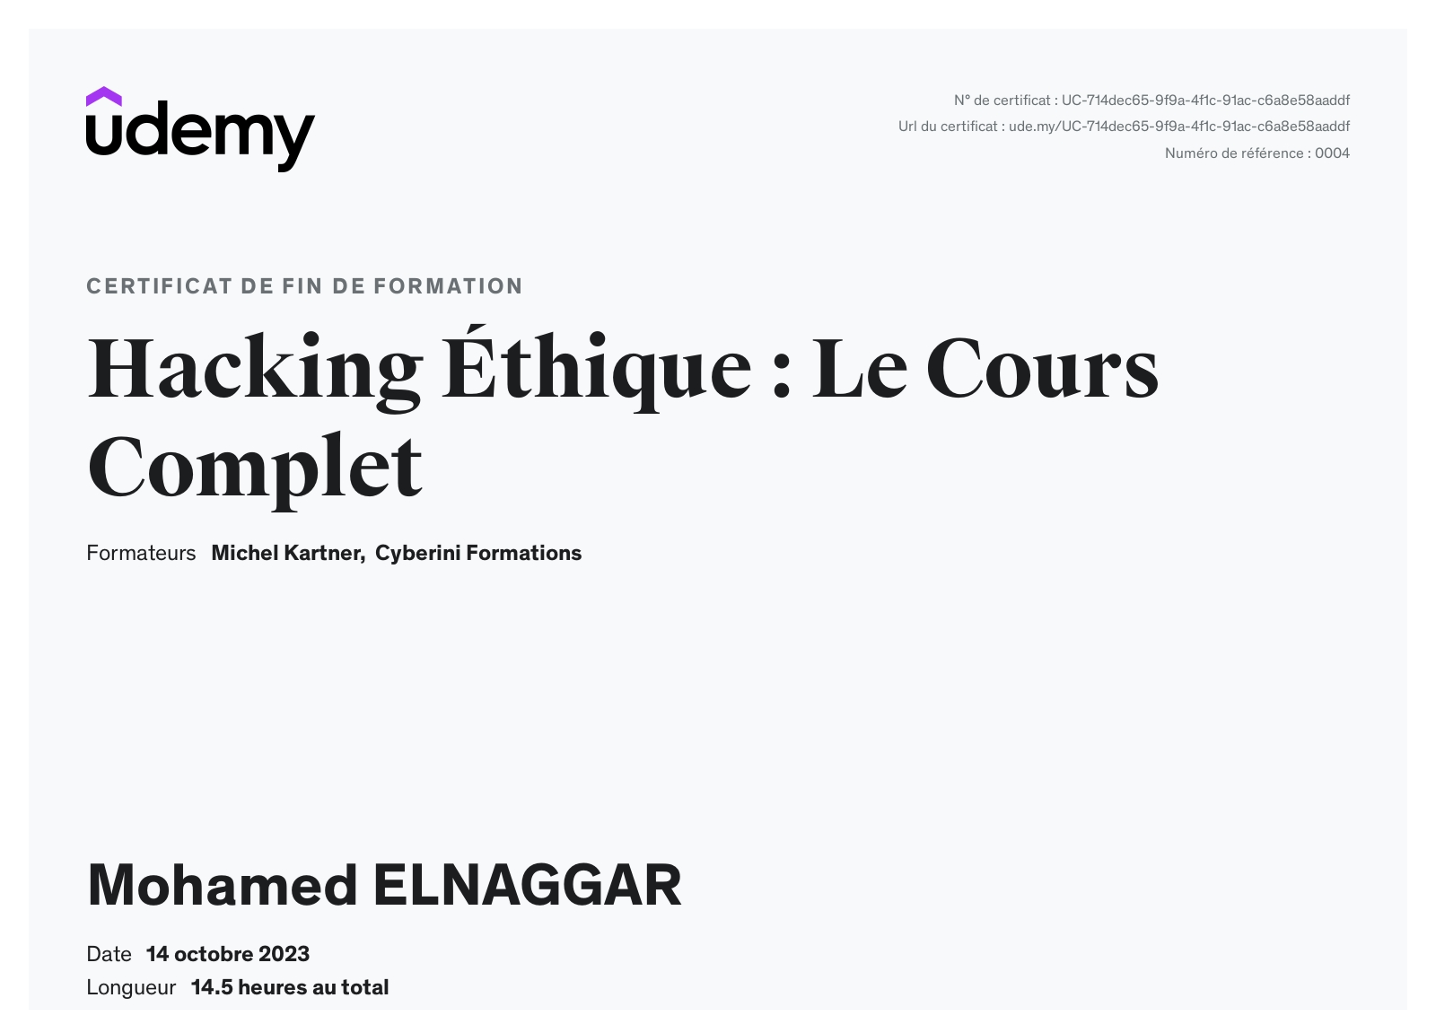 udemy
N° de certificat : UC-714dec65-9f9a-4f1c-91ac-c6a8e58aaddf
Url du certificat : ude.my/UC-714dec65-9f9a-4f1c-91ac-c6a8e58aaddf
Numéro de référence : 0004
CERTIFICAT DE FIN DE FORMATION
Hacking Éthique : Le Cours
Complet
Formateurs Michel Kartner, Cyberini Formations
Mohamed ELNAGGAR
Date 14 octobre 2023
Longueur 14.5 heures au total